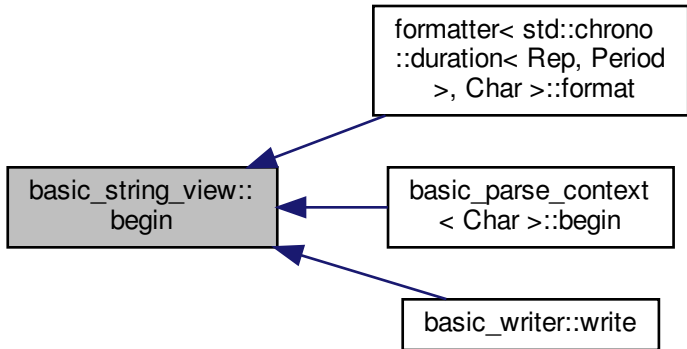 formatter< std::chrono
::duration< Rep, Period
>, Char >::format
basic_string_view::
begin
basic_parse_context
< Char >::begin
basic_writer::write